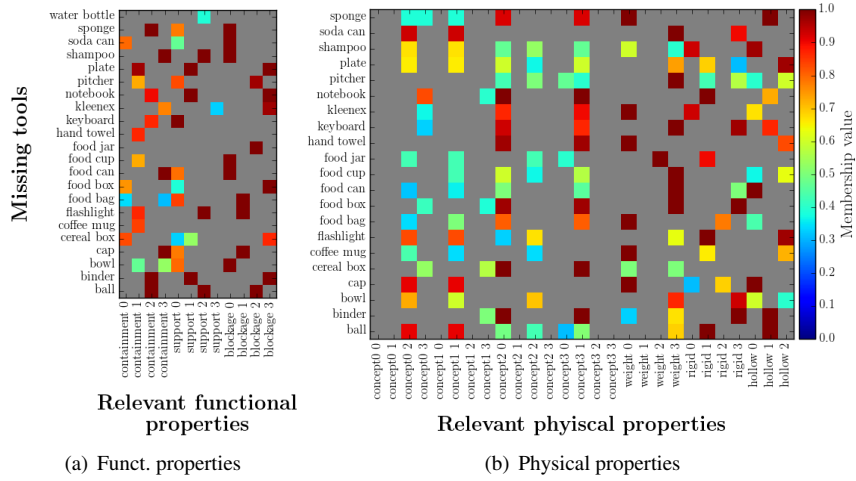 Missing tools
water bottle
sponge
soda can
shampoo
plate
pitcher
notebook
kleenex
keyboard
hand towel
food jar
food cup
food can
food box
food bag
flashlight
coffee mug
cereal box
cap
bowl
binder
ball
containment 0
containment 1
containment 2
containment 3
support 0
support 1
support 2
support 3
blockage 0
blockage 1
blockage 2
blockage 3
Relevant functional
properties
(a) Funct. properties
sponge
soda can
shampoo
plate
pitcher
notebook
kleenex
keyboard
hand towel
food jar
food cup
food can
food box
food bag
flashlight
coffee mug
cereal box
cap
bowl
binder
ball
concept0 0
concept0 1
concept0 2
concept0 3
concept1 0
concept1 1
concept1 2
concept1 3
concept2 0
concept2 1
concept2 2
concept2 3
concept3 0
concept3 1
concept3 2
concept3 3
weight 0
weight 1
weight 2
weight 3
rigid 0
rigid 1
rigid 2
rigid 3
hollow 0
hollow 1
hollow 2
Relevant phyiscal properties
(b) Physical properties
1.0
0.9
0.8
0.7
0.6
0.5
0.4
0.3
0.2
0.1
0.0
Membership value